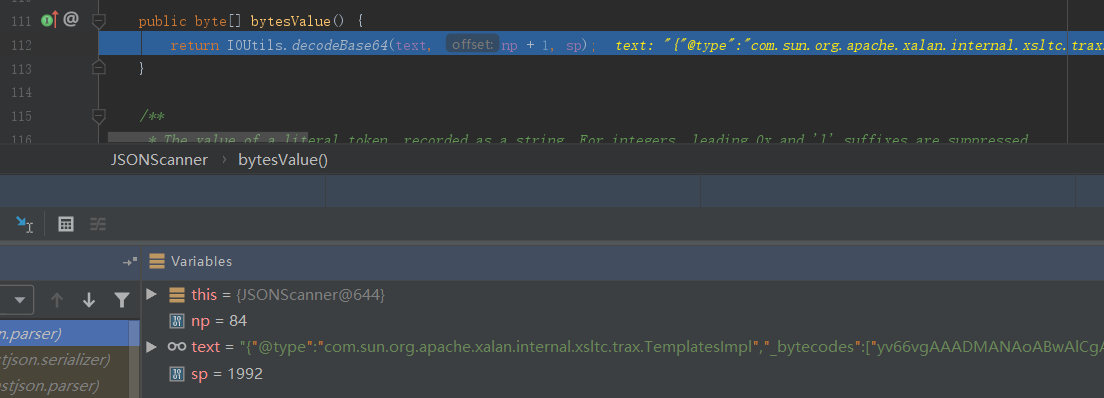 111 @ public byte[] bytesValue() {
112 return IOUtils.decodeBase64(text, offset: np + 1, sp); text: "{"@type":"com.sun.org.apache.xalan.internal.xsltc.trax.
113 }
114
115 /**
116 * The value of a literal token, recorded as a string. For integers, leading 0x and 'l' suffixes are suppressed
JSONScanner › bytesValue()
Variables
this = {JSONScanner@644}
np = 84
n.parser)
text = "{"@type":"com.sun.org.apache.xalan.internal.xsltc.trax.TemplatesImpl","_bytecodes":["yv66vgAAADMANAoABwAlCgA
stjson.serializer)
sp = 1992
stjson.parser)